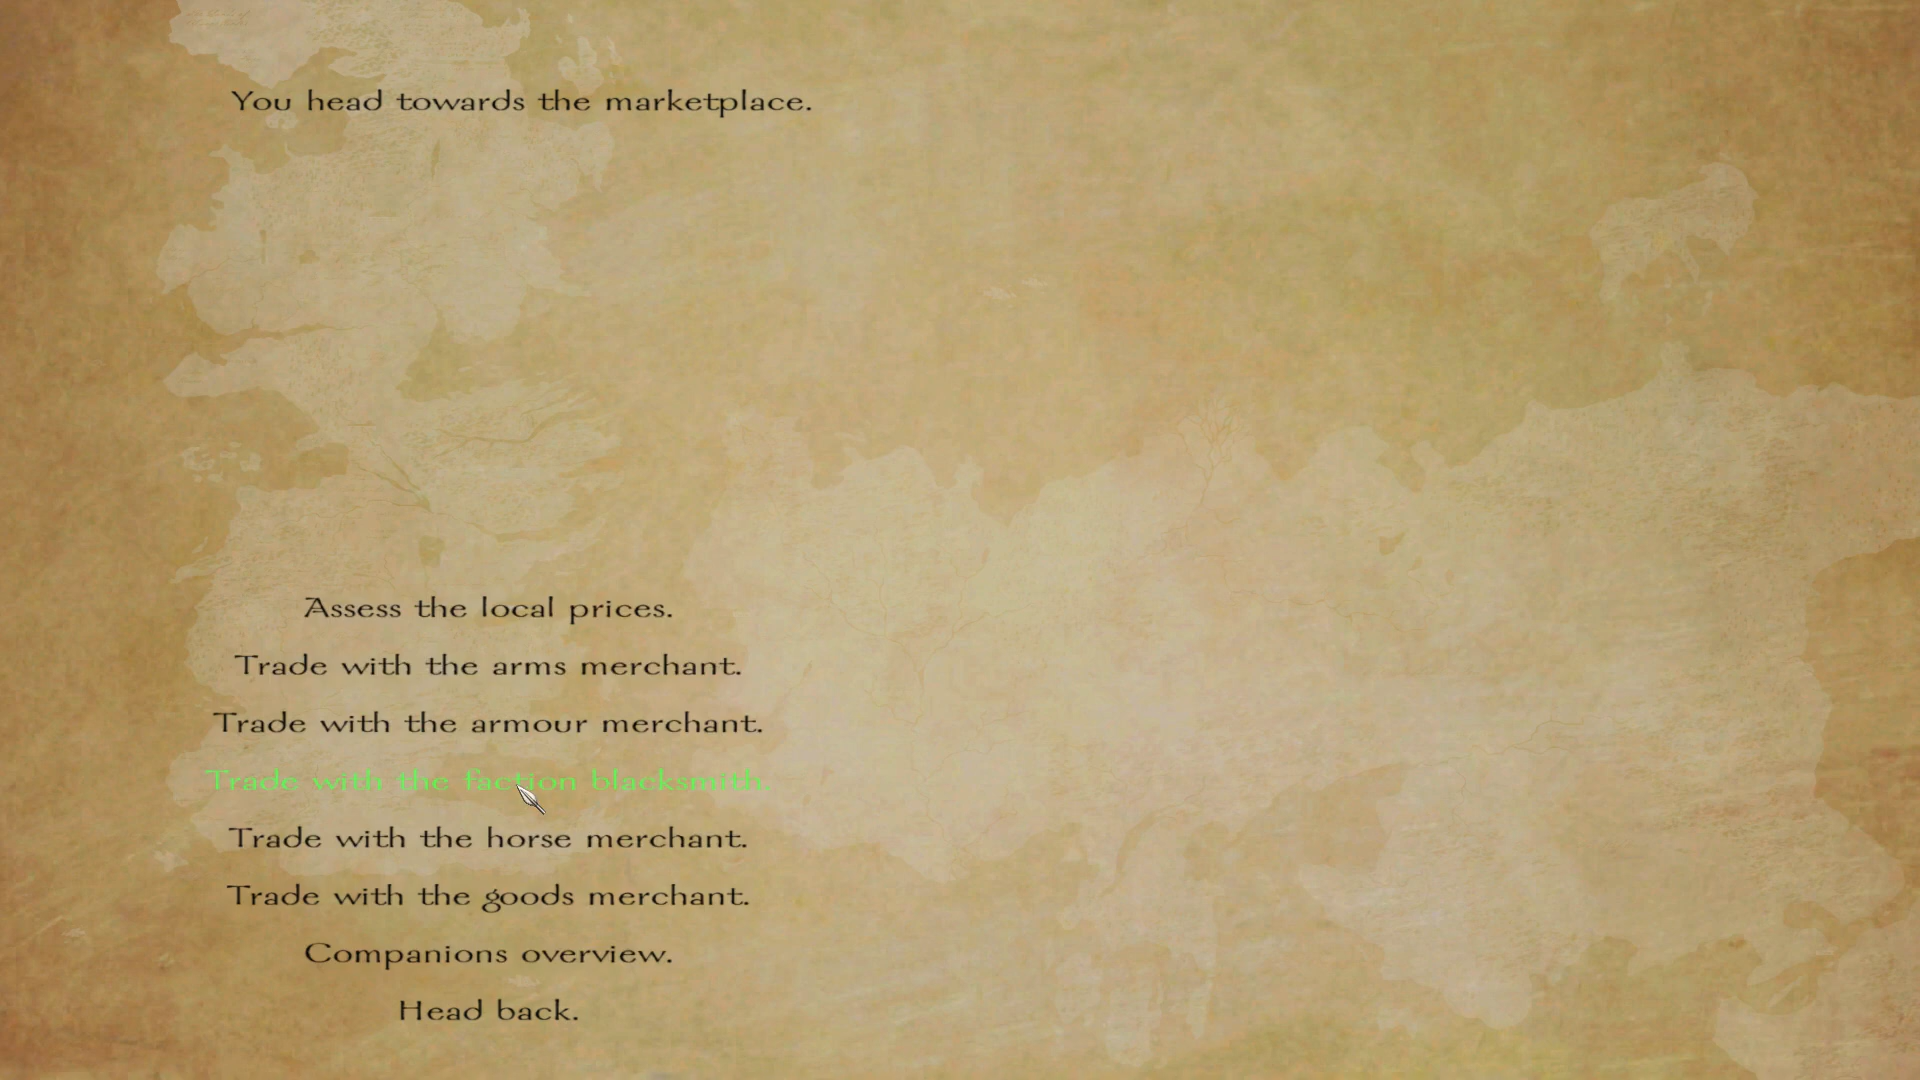 You head towards the marketplace.
Assess the local prices.
Trade with the arms merchant.
Trade with the armour merchant.
Trade with the faction blacksmith.
Trade with the horse merchant.
Trade with the goods merchant.
Companions overview.
Head back.